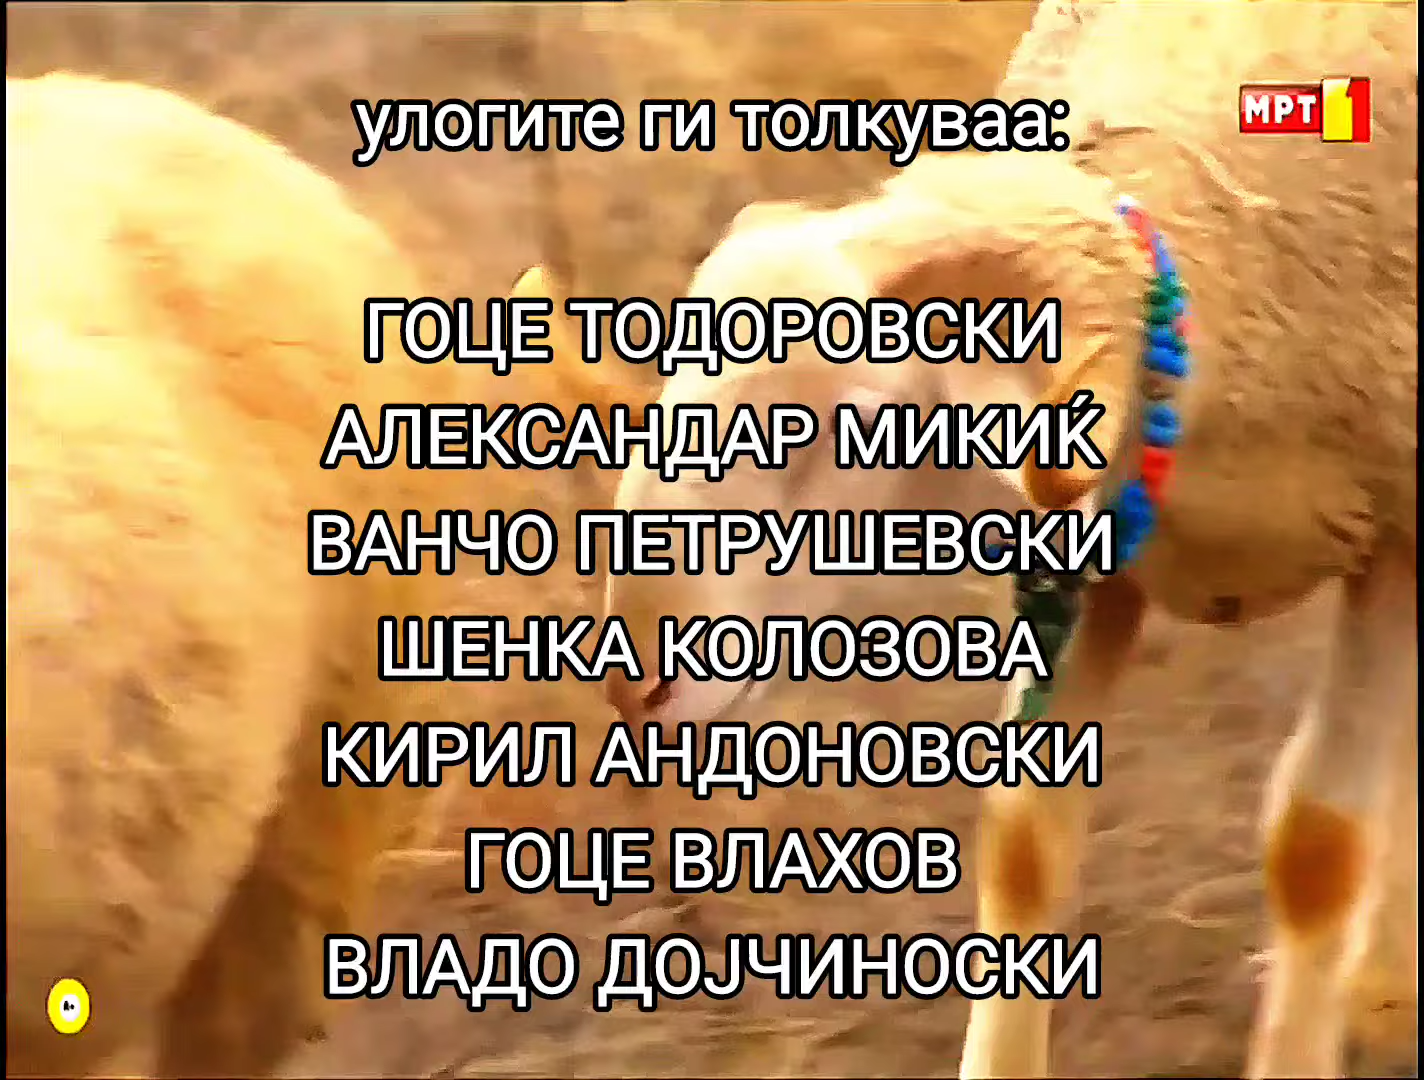 улогите ги толкуваа:
МРТ 1
ГОЦЕ ТОДОРОВСКИ
АЛЕКСАНДАР МИКИЌ
ВАНЧО ПЕТРУШЕВСКИ
ШЕНКА КОЛОЗОВА
КИРИЛ АНДОНОВСКИ
ГОЦЕ ВЛАХОВ
ВЛАДО ДОЈЧИНОСКИ